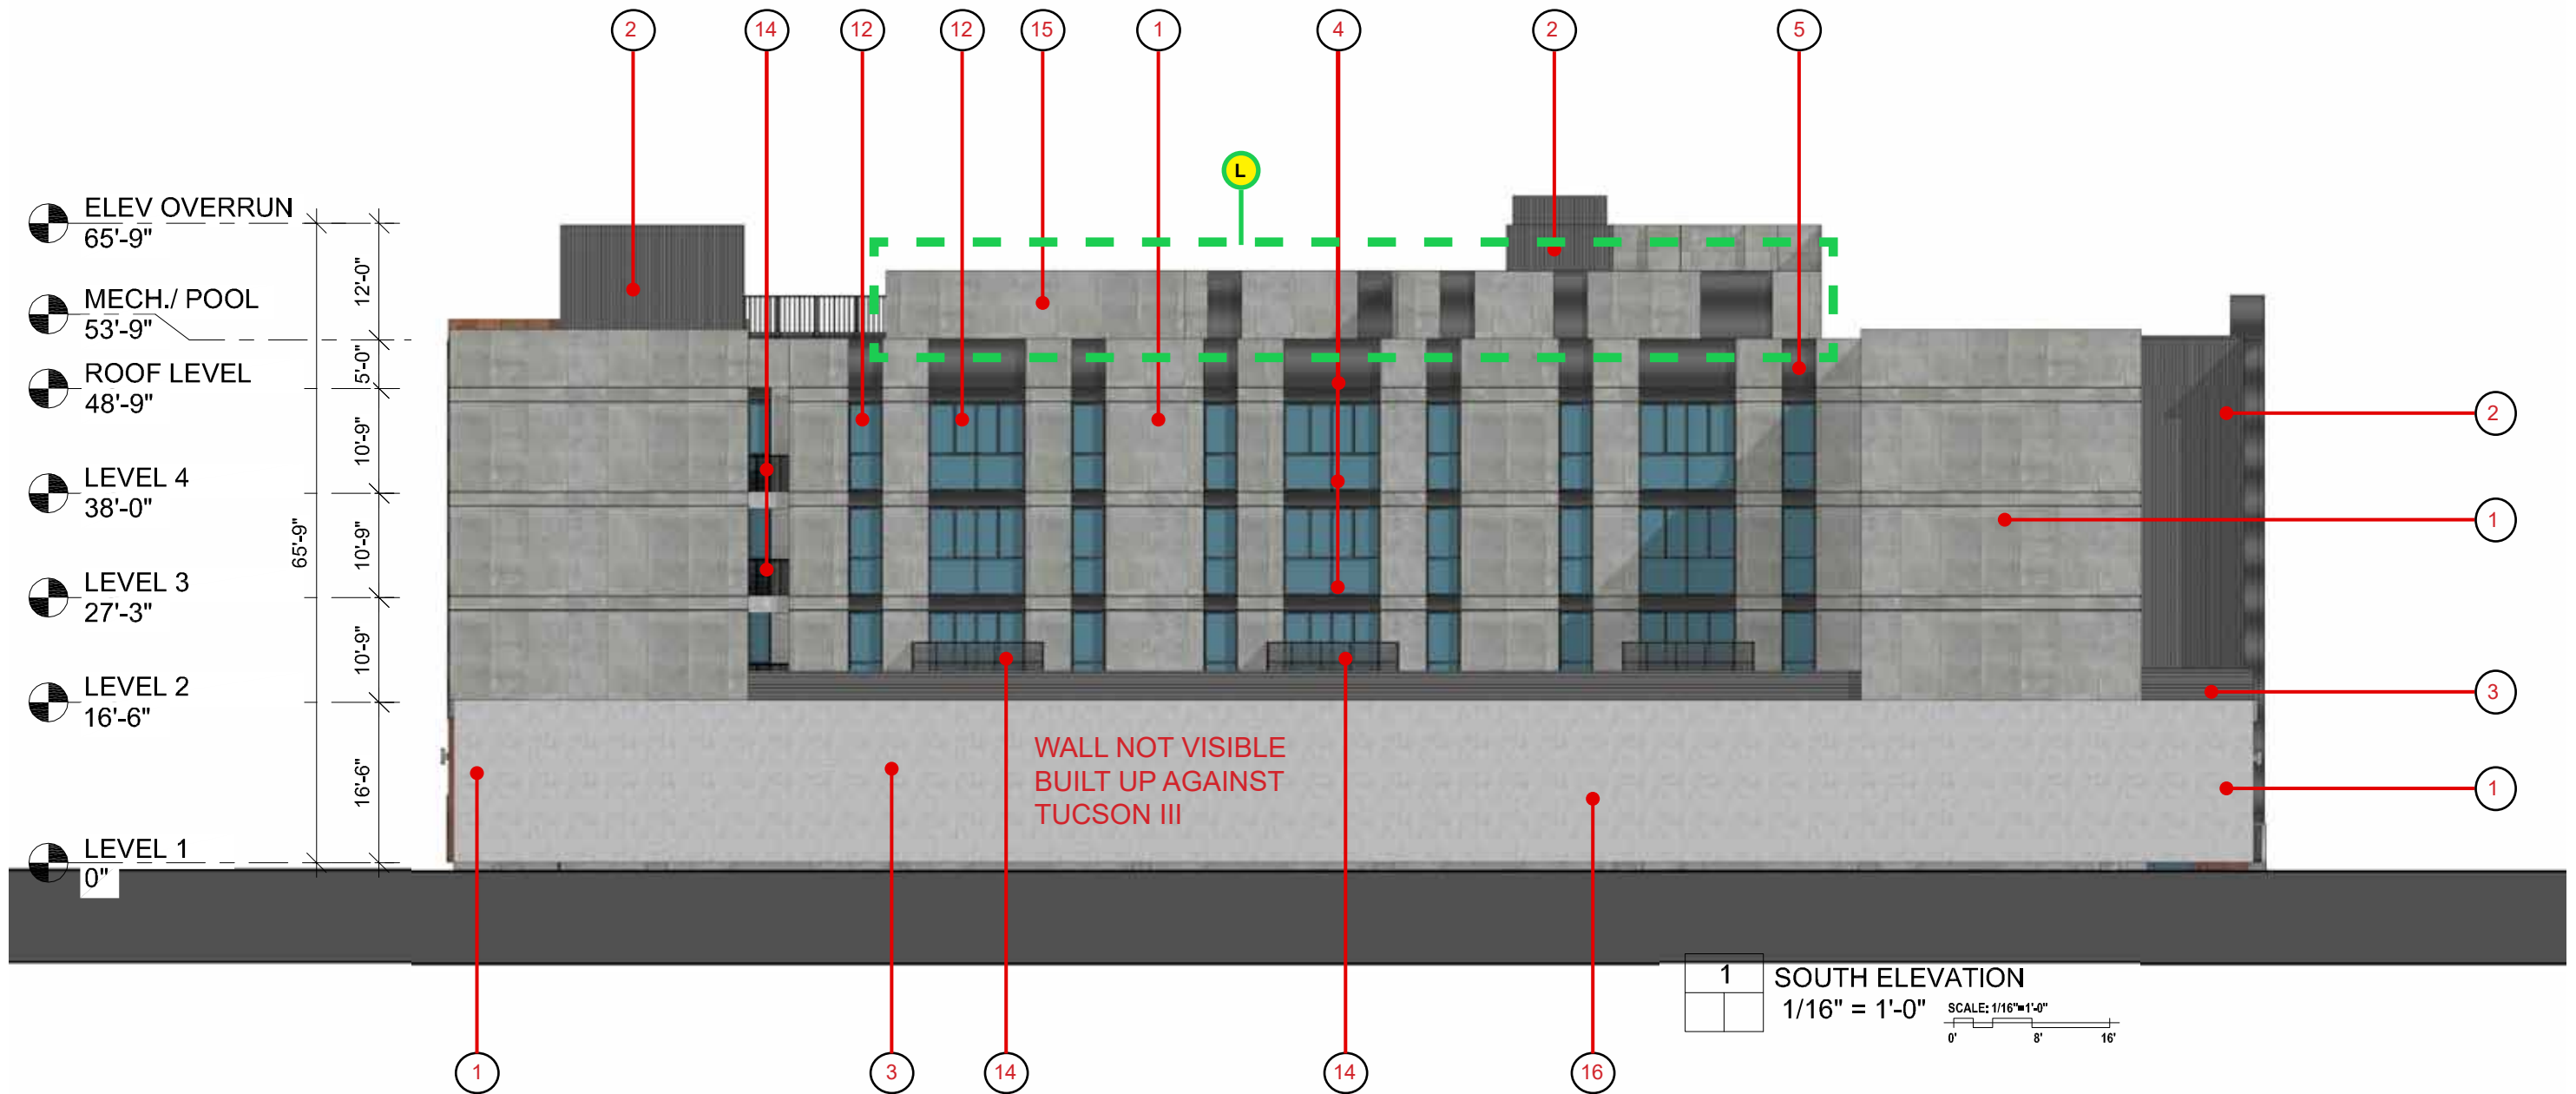 2
14
12
12
15
1
4
2
5
L
ELEV OVERRUN
65'-9"
MECH./ POOL
53'-9"
ROOF LEVEL
48'-9"
LEVEL 4
38'-0"
LEVEL 3
27'-3"
LEVEL 2
16'-6"
LEVEL 1
0"
65'-9"
12'-0"
5'-0"
10'-9"
10'-9"
10'-9"
16'-6"
2
1
3
1
WALL NOT VISIBLE
BUILT UP AGAINST
TUCSON III
1
SOUTH ELEVATION
1/16" = 1'-0"
SCALE: 1/16"=1'-0"
0'
8'
16'
1
3
14
14
16